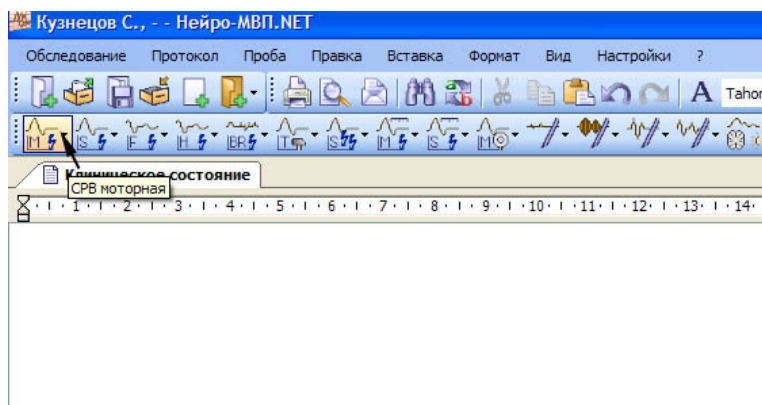 Кузнецов С., - - Нейро-МВП.NET
Обследование Протокол Проба Правка Вставка Формат Вид Настройки ?
A Tahor
M S F H BR S M S M
Клиническое состояние
СРВ моторная
1 2 3 4 5 6 7 8 9 10 11 12 13 14